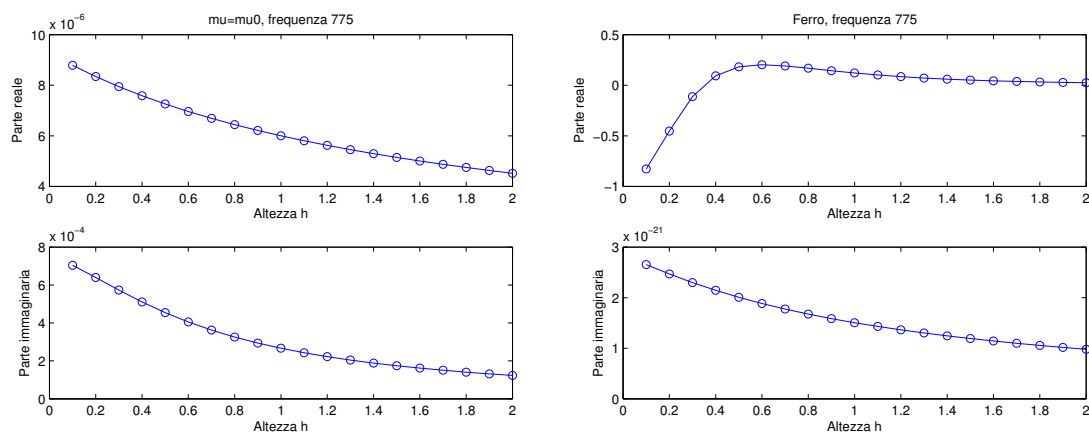 mu=mu0, frequenza 775
x 10⁻⁶
10
8
6
4
Parte reale
0 0.2 0.4 0.6 0.8 1 1.2 1.4 1.6 1.8 2
Altezza h
Ferro, frequenza 775
0.5
0
−0.5
−1
Parte reale
0 0.2 0.4 0.6 0.8 1 1.2 1.4 1.6 1.8 2
Altezza h
x 10⁻⁴
8
6
4
2
0
Parte immaginaria
0 0.2 0.4 0.6 0.8 1 1.2 1.4 1.6 1.8 2
Altezza h
x 10⁻²¹
3
2
1
0
Parte immaginaria
0 0.2 0.4 0.6 0.8 1 1.2 1.4 1.6 1.8 2
Altezza h